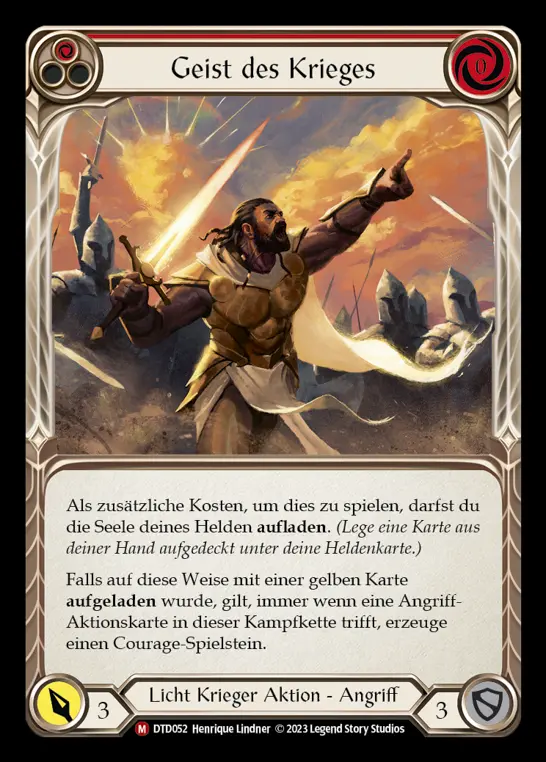 Geist des Krieges
0
Als zusätzliche Kosten, um dies zu spielen, darfst du
die Seele deines Helden aufladen. (Lege eine Karte aus
deiner Hand aufgedeckt unter deine Heldenkarte.)
Falls auf diese Weise mit einer gelben Karte
aufgeladen wurde, gilt, immer wenn eine Angriff-
Aktionskarte in dieser Kampfkette trifft, erzeuge
einen Courage-Spielstein.
3
Licht Krieger Aktion - Angriff
3
M DTD052 Henrique Lindner © 2023 Legend Story Studios